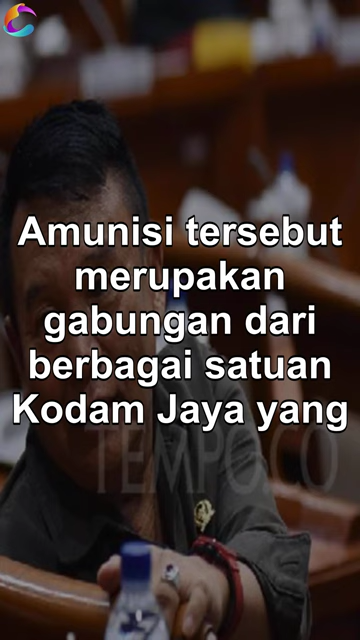 Amunisi tersebut
merupakan
gabungan dari
berbagai satuan
Kodam Jaya yang
TEMPO.CO